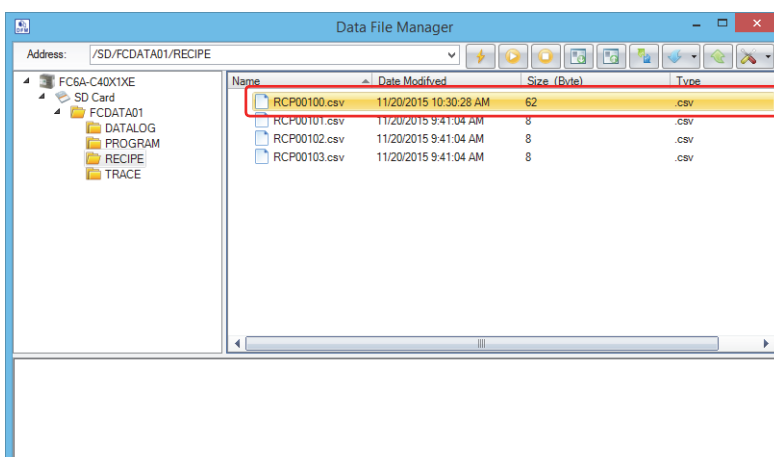 DFM
Data File Manager
Address: /SD/FCDATA01/RECIPE
FC6A-C40X1XE
SD Card
FCDATA01
DATALOG
PROGRAM
RECIPE
TRACE
Name Date Modifved Size (Byte) Type
RCP00100.csv 11/20/2015 10:30:28 AM 62 .csv
RCP00101.csv 11/20/2015 9:41:04 AM 8 .csv
RCP00102.csv 11/20/2015 9:41:04 AM 8 .csv
RCP00103.csv 11/20/2015 9:41:04 AM 8 .csv